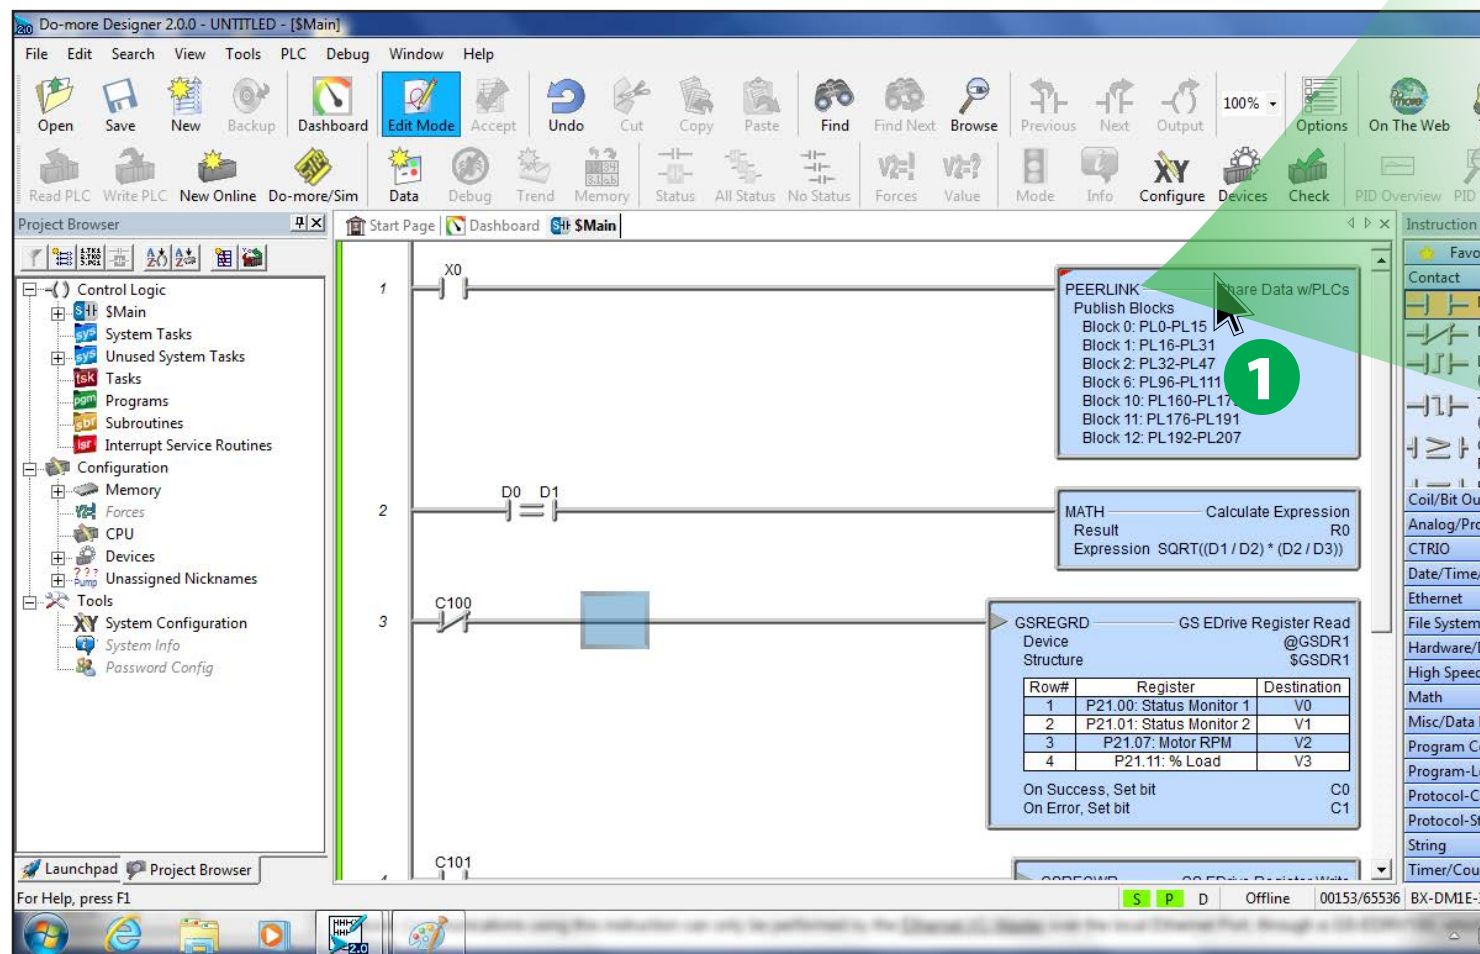 Do-more Designer 2.0.0 - UNTITLED - [$Main]
File Edit Search View Tools PLC Debug Window Help
Open Save New Backup Dashboard Edit Mode Accept Undo Cut Copy Paste Find Find Next Browse Previous Next Output 100% Options On The Web
Read PLC Write PLC New Online Do-more/Sim Data Debug Trend Memory Status All Status No Status Forces Value Mode Info Configure Devices Check PID Overview PID
Project Browser
Start Page Dashboard $Main
Instruction
Control Logic
$Main
System Tasks
Unused System Tasks
Tasks
Programs
Subroutines
Interrupt Service Routines
Configuration
Memory
Forces
CPU
Devices
Unassigned Nicknames
Tools
System Configuration
System Info
Password Config
Launchpad Project Browser
1
X0
PEERLINK Share Data w/PLCs
Publish Blocks
Block 0: PL0-PL15
Block 1: PL16-PL31
Block 2: PL32-PL47
Block 6: PL96-PL111
Block 10: PL160-PL17
Block 11: PL176-PL191
Block 12: PL192-PL207
1
2
D0 D1
MATH Calculate Expression
Result R0
Expression SQRT((D1 / D2) * (D2 / D3))
3
C100
GSREGRD GS EDrive Register Read
Device @GSDR1
Structure $GSDR1
Row# Register Destination
1 P21.00: Status Monitor 1 V0
2 P21.01: Status Monitor 2 V1
3 P21.07: Motor RPM V2
4 P21.11: % Load V3
On Success, Set bit C0
On Error, Set bit C1
C101
Favo
Contact
Coil/Bit Ou
Analog/Pro
CTRIO
Date/Time/
Ethernet
File System
Hardware/
High Speed
Math
Misc/Data
Program C
Program-L
Protocol-C
Protocol-St
String
Timer/Cou
For Help, press F1
S P D Offline 00153/65536 BX-DM1E-